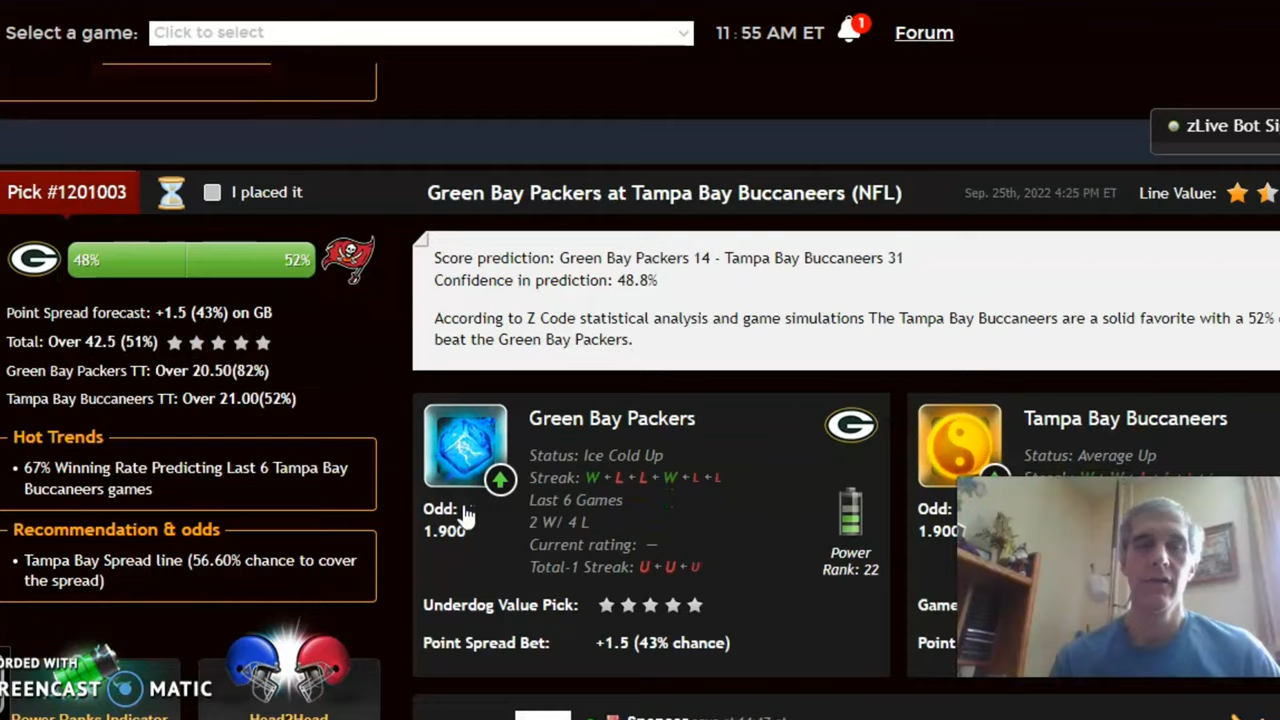 Select a game: Click to select 11:55 AM ET 1 Forum
zLive Bot Si
Pick #1201003 I placed it Green Bay Packers at Tampa Bay Buccaneers (NFL) Sep. 25th, 2022 4:25 PM ET Line Value:
48% 52%
Score prediction: Green Bay Packers 14 - Tampa Bay Buccaneers 31
Confidence in prediction: 48.8%
According to Z Code statistical analysis and game simulations The Tampa Bay Buccaneers are a solid favorite with a 52%
beat the Green Bay Packers.
Point Spread forecast: +1.5 (43%) on GB
Total: Over 42.5 (51%)
Green Bay Packers TT: Over 20.50(82%)
Tampa Bay Buccaneers TT: Over 21.00(52%)
Hot Trends
• 67% Winning Rate Predicting Last 6 Tampa Bay
Buccaneers games
Recommendation & odds
• Tampa Bay Spread line (56.60% chance to cover
the spread)
Green Bay Packers
Status: Ice Cold Up
Streak: W + L + L + W + L + L
Last 6 Games
2 W/ 4 L
Current rating: —
Total-1 Streak: U + U + U
Odd:
1.900
Power
Rank: 22
Underdog Value Pick:
Point Spread Bet: +1.5 (43% chance)
Tampa Bay Buccaneers
Status: Average Up
Odd:
1.900
Game
Point
ORDED WITH
REENCAST MATIC
Power Ranks Indicator
Head2Head